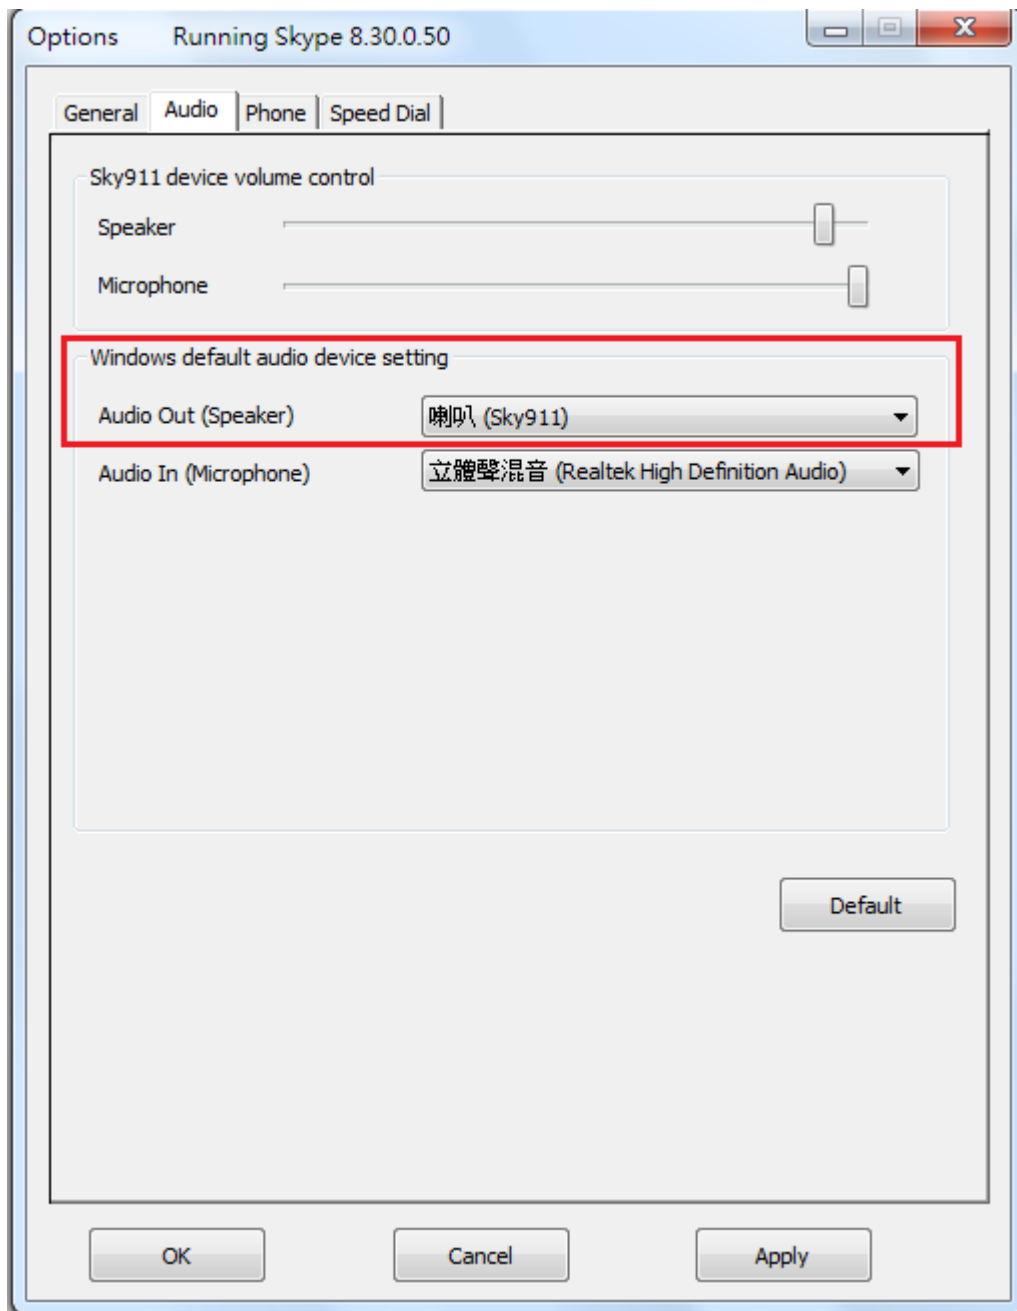 Options Running Skype 8.30.0.50
General Audio Phone Speed Dial
Sky911 device volume control
Speaker
Microphone
Windows default audio device setting
Audio Out (Speaker) 喇叭 (Sky911)
Audio In (Microphone) 立體聲混音 (Realtek High Definition Audio)
Default
OK Cancel Apply